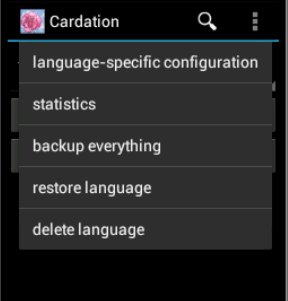 Cardation
language-specific configuration
statistics
backup everything
restore language
delete language